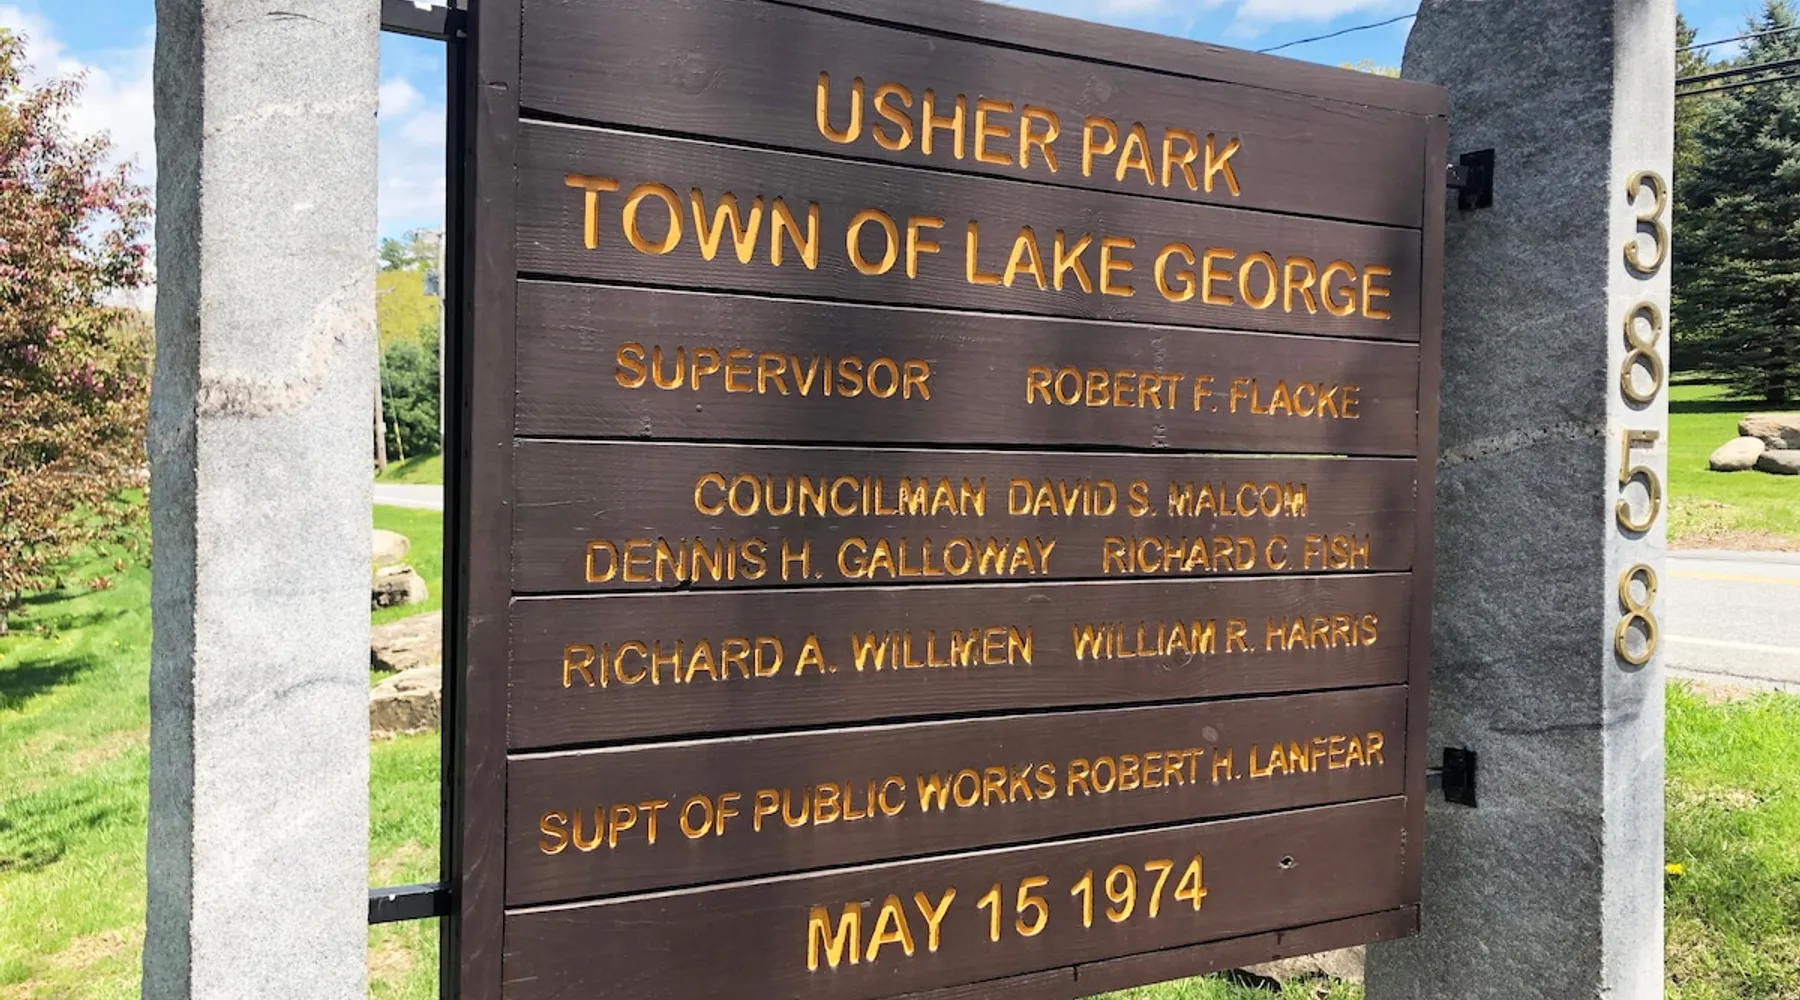 USHER PARK
TOWN OF LAKE GEORGE
SUPERVISOR ROBERT F. FLACKE
COUNCILMAN DAVID S. MALCOM
DENNIS H. GALLOWAY RICHARD C. FISH
RICHARD A. WILLMEN WILLIAM R. HARRIS
SUPT OF PUBLIC WORKS ROBERT H. LANFEAR
MAY 15 1974
3858